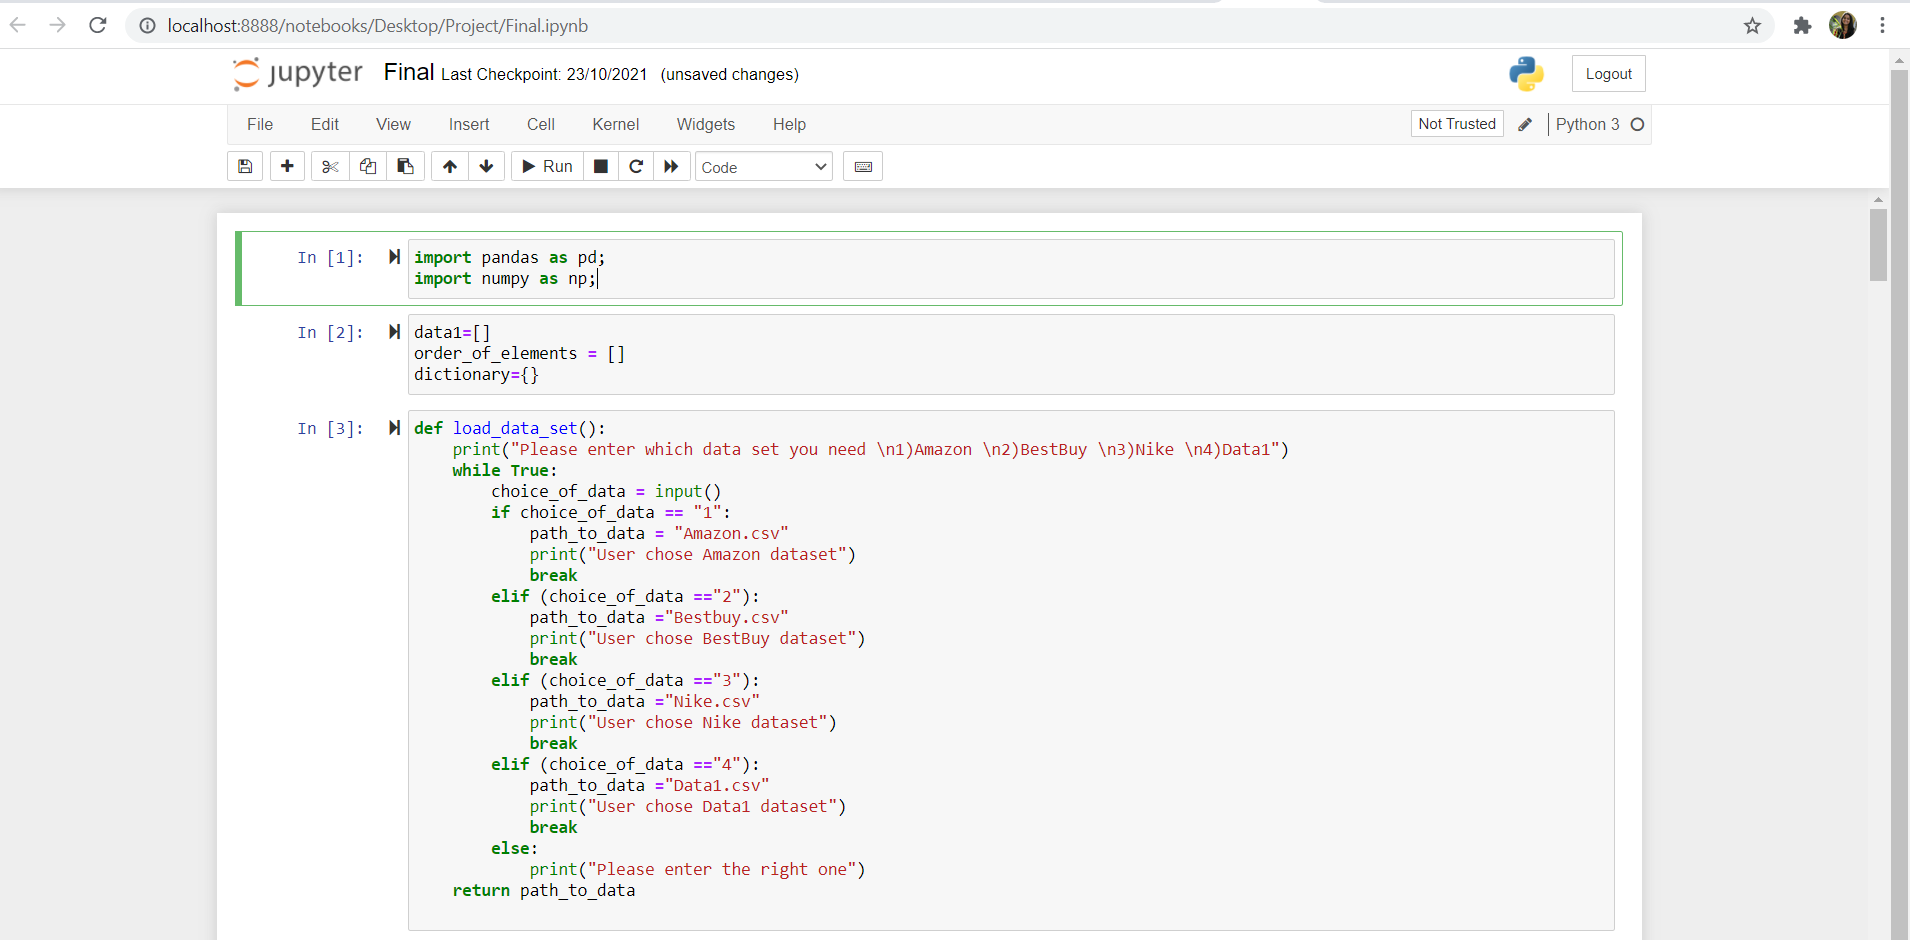 localhost:8888/notebooks/Desktop/Project/Final.ipynb
jupyter Final Last Checkpoint: 23/10/2021 (unsaved changes)
Logout
File Edit View Insert Cell Kernel Widgets Help
Not Trusted Python 3
Run Code
In [1]: import pandas as pd;
import numpy as np;
In [2]: data1=[]
order_of_elements = []
dictionary={}
In [3]: def load_data_set():
    print("Please enter which data set you need \n1)Amazon \n2)BestBuy \n3)Nike \n4)Data1")
    while True:
        choice_of_data = input()
        if choice_of_data == "1":
            path_to_data = "Amazon.csv"
            print("User chose Amazon dataset")
            break
        elif (choice_of_data =="2"):
            path_to_data ="Bestbuy.csv"
            print("User chose BestBuy dataset")
            break
        elif (choice_of_data =="3"):
            path_to_data ="Nike.csv"
            print("User chose Nike dataset")
            break
        elif (choice_of_data =="4"):
            path_to_data ="Data1.csv"
            print("User chose Data1 dataset")
            break
        else:
            print("Please enter the right one")
    return path_to_data